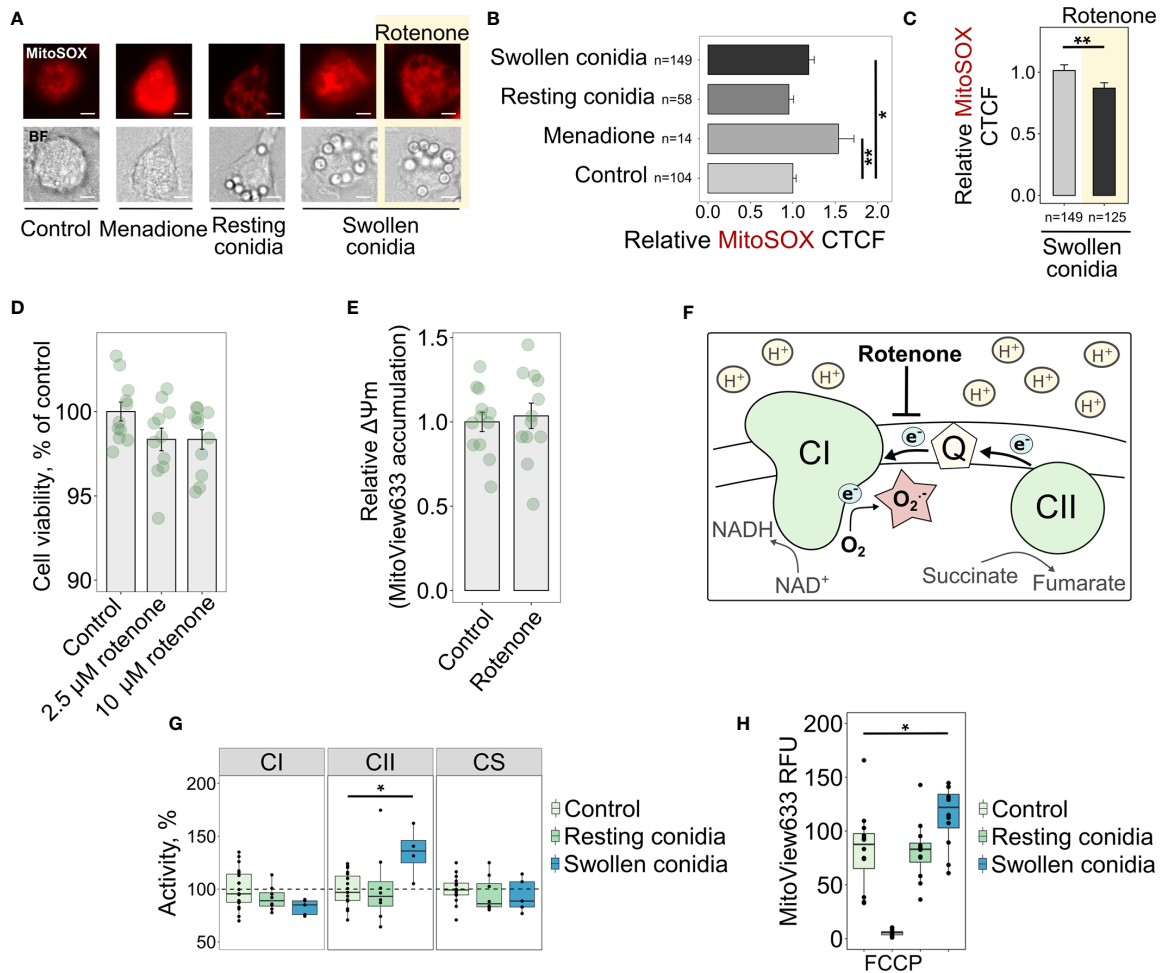 A
Rotenone
MitoSOX
BF
Control
Menadione
Resting
conidia
Swollen
conidia
B
Swollen conidia n=149
Resting conidia n=58
Menadione n=14
Control n=104
*
**
0.0 0.5 1.0 1.5 2.0
Relative MitoSOX CTCF
C
Rotenone
**
Relative MitoSOX
CTCF
1.0
0.5
0.0
n=149 n=125
Swollen
conidia
D
Cell viability, % of control
100
95
90
Control
2.5 µM rotenone
10 µM rotenone
E
Relative ΔΨm
(MitoView633 accumulation)
1.5
1.0
0.5
0.0
Control
Rotenone
F
H+
H+
H+
H+
H+
H+
H+
Rotenone
CI
e-
Q
e-
CII
e-
O2·-
O2
NADH
NAD+
Succinate
Fumarate
G
CI CII CS
Activity, %
200
150
100
50
*
Control
Resting conidia
Swollen conidia
H
MitoView633 RFU
200
150
100
50
0
*
FCCP
Control
Resting conidia
Swollen conidia